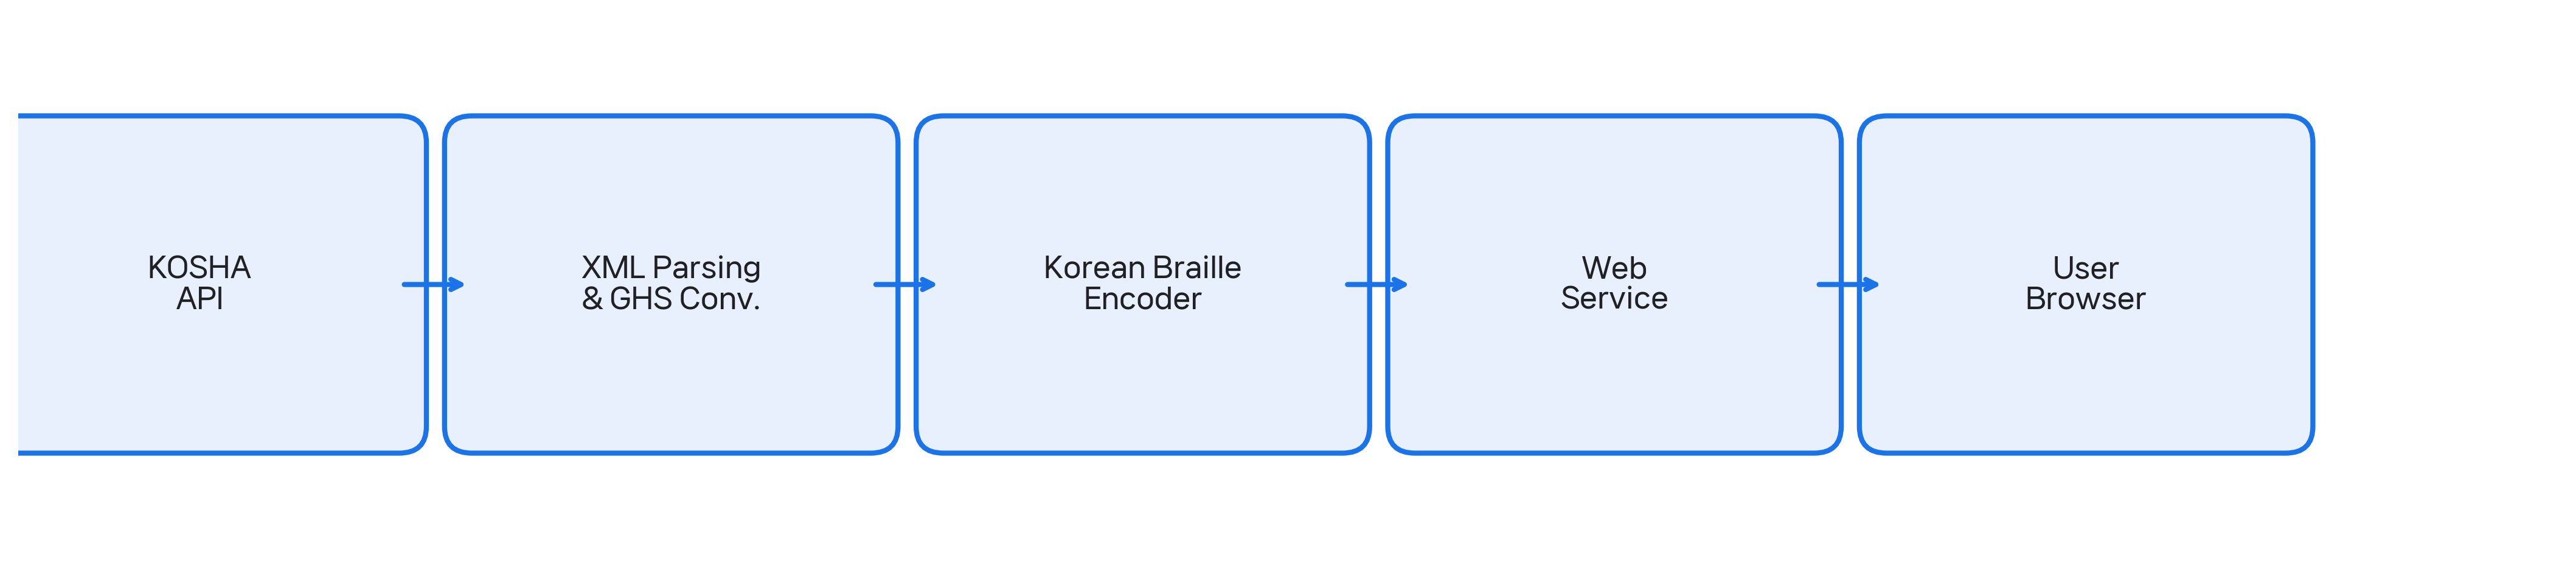 KOSHA
API
XML Parsing
& GHS Conv.
Korean Braille
Encoder
Web
Service
User
Browser